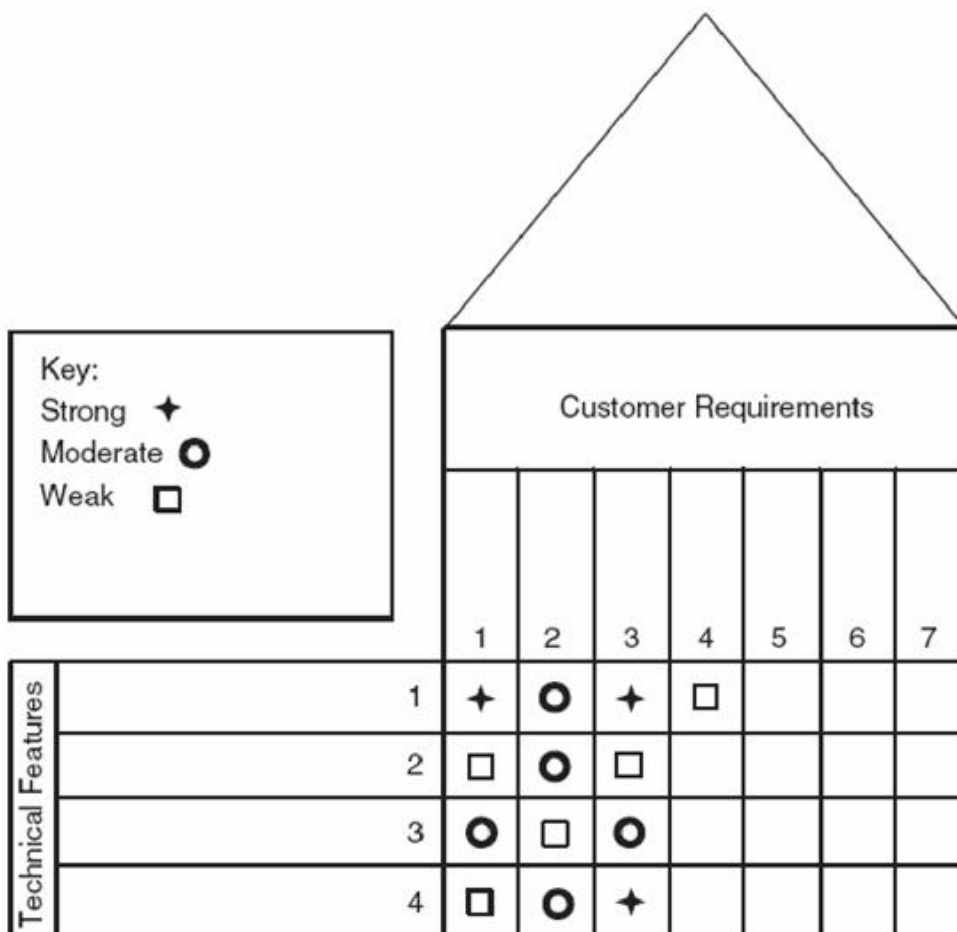 Key:
Strong
Moderate
Weak
Customer Requirements
1 2 3 4 5 6 7
Technical Features
1
2
3
4